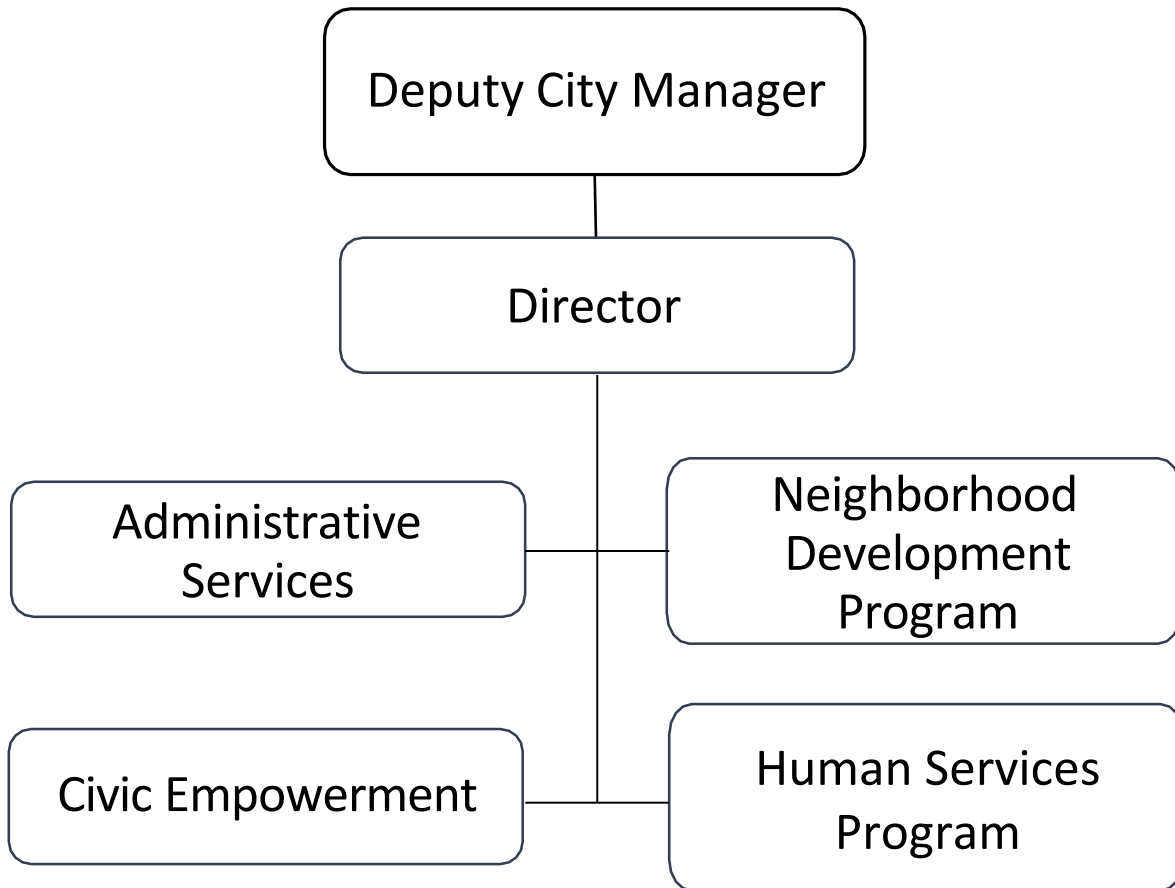 Deputy City Manager
Director
Administrative
Services
Neighborhood
Development
Program
Civic Empowerment
Human Services
Program